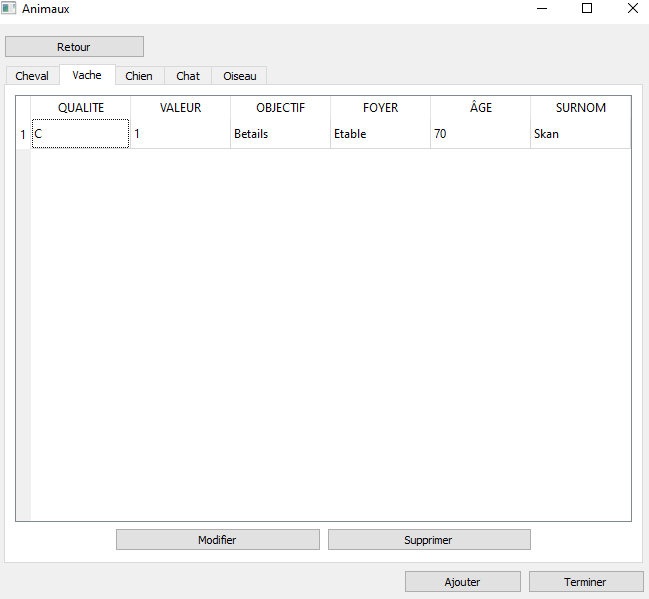 Animaux
Retour
Cheval Vache Chien Chat Oiseau
QUALITE VALEUR OBJECTIF FOYER ÂGE SURNOM
1 C 1 Betails Etable 70 Skan
Modifier Supprimer
Ajouter Terminer